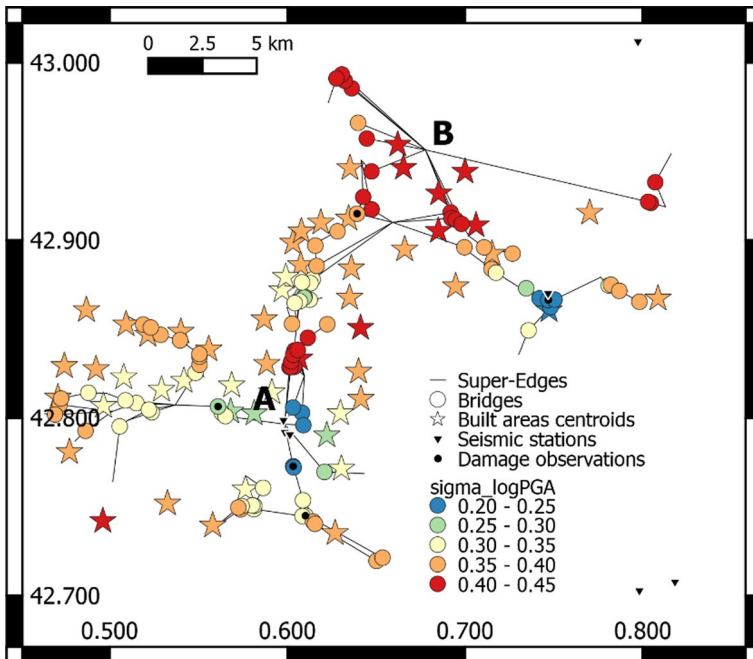 0 2.5 5 km
43.000
B
42.900
A
42.800
42.700
Super-Edges
Bridges
Built areas centroids
Seismic stations
Damage observations
sigma_logPGA
0.20 - 0.25
0.25 - 0.30
0.30 - 0.35
0.35 - 0.40
0.40 - 0.45
0.500 0.600 0.700 0.800